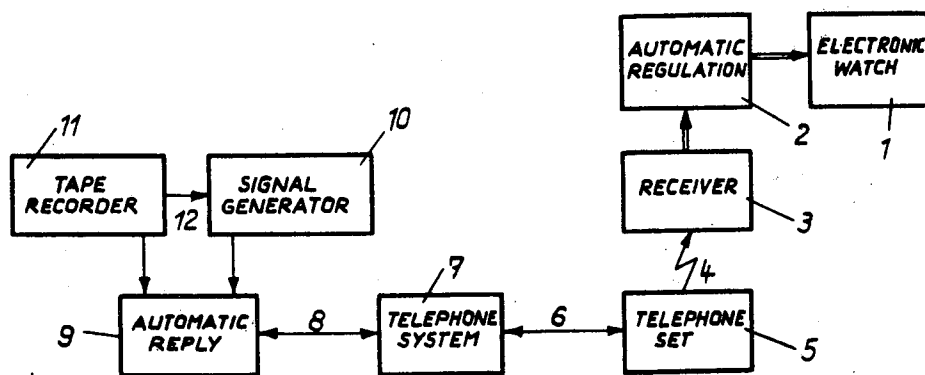 AUTOMATIC
REGULATION
2
ELECTRONIC
WATCH
1
11
TAPE
RECORDER
12
10
SIGNAL
GENERATOR
RECEIVER
3
4
9
AUTOMATIC
REPLY
8
7
TELEPHONE
SYSTEM
6
TELEPHONE
SET
5